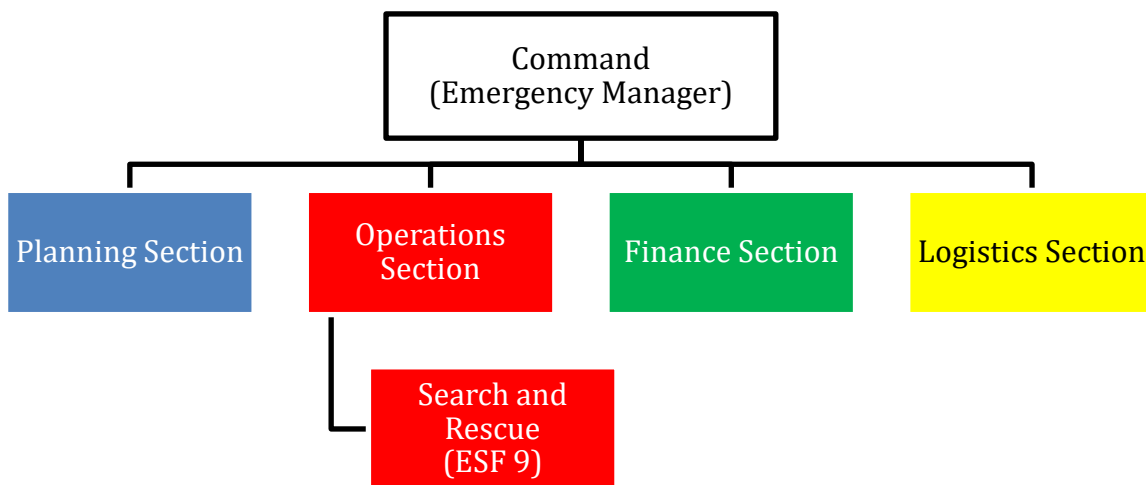 Command
(Emergency Manager)
Planning Section
Operations
Section
Finance Section
Logistics Section
Search and
Rescue
(ESF 9)